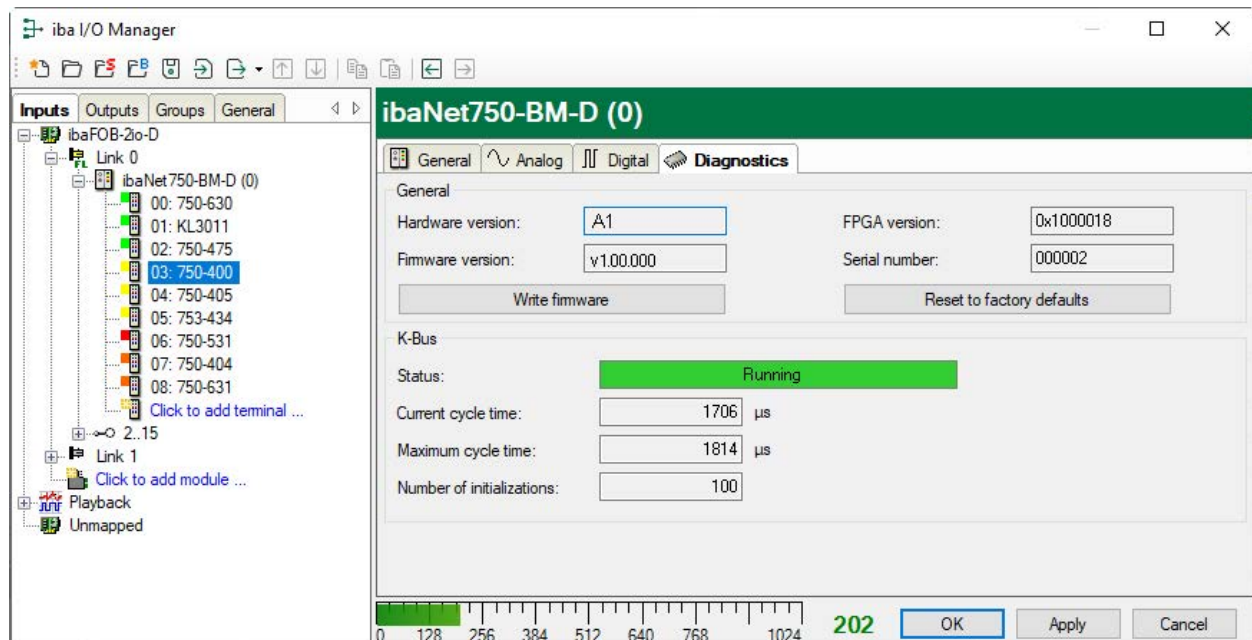 iba I/O Manager
Inputs Outputs Groups General
ibaFOB-2io-D
Link 0
ibaNet750-BM-D (0)
00: 750-630
01: KL3011
02: 750-475
03: 750-400
04: 750-405
05: 753-434
06: 750-531
07: 750-404
08: 750-631
Click to add terminal ...
2..15
Link 1
Click to add module ...
Playback
Unmapped
ibaNet750-BM-D (0)
General Analog Digital Diagnostics
General
Hardware version: A1 FPGA version: 0x1000018
Firmware version: v1.00.000 Serial number: 000002
Write firmware Reset to factory defaults
K-Bus
Status: Running
Current cycle time: 1706 µs
Maximum cycle time: 1814 µs
Number of initializations: 100
0 128 256 384 512 640 768 1024 202 OK Apply Cancel